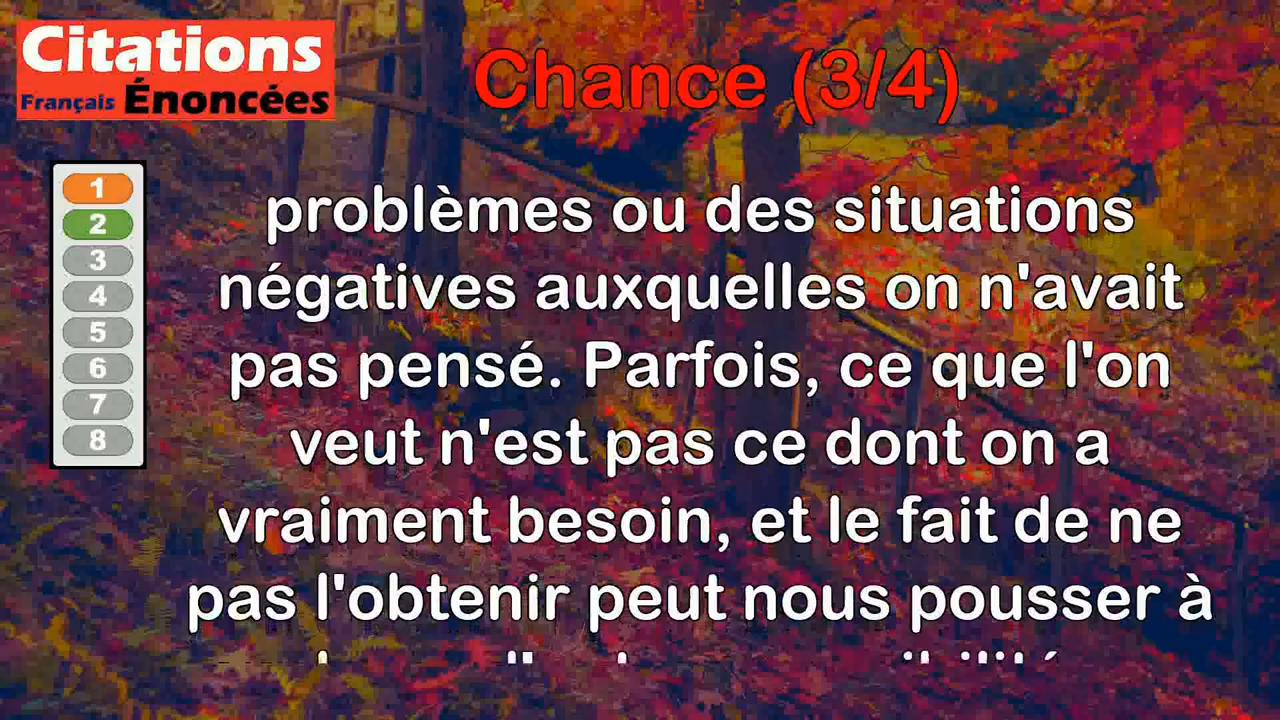 Citations
Français Énoncées
Chance (3/4)
1
2
3
4
5
6
7
8
problèmes ou des situations
négatives auxquelles on n'avait
pas pensé. Parfois, ce que l'on
veut n'est pas ce dont on a
vraiment besoin, et le fait de ne
pas l'obtenir peut nous pousser à